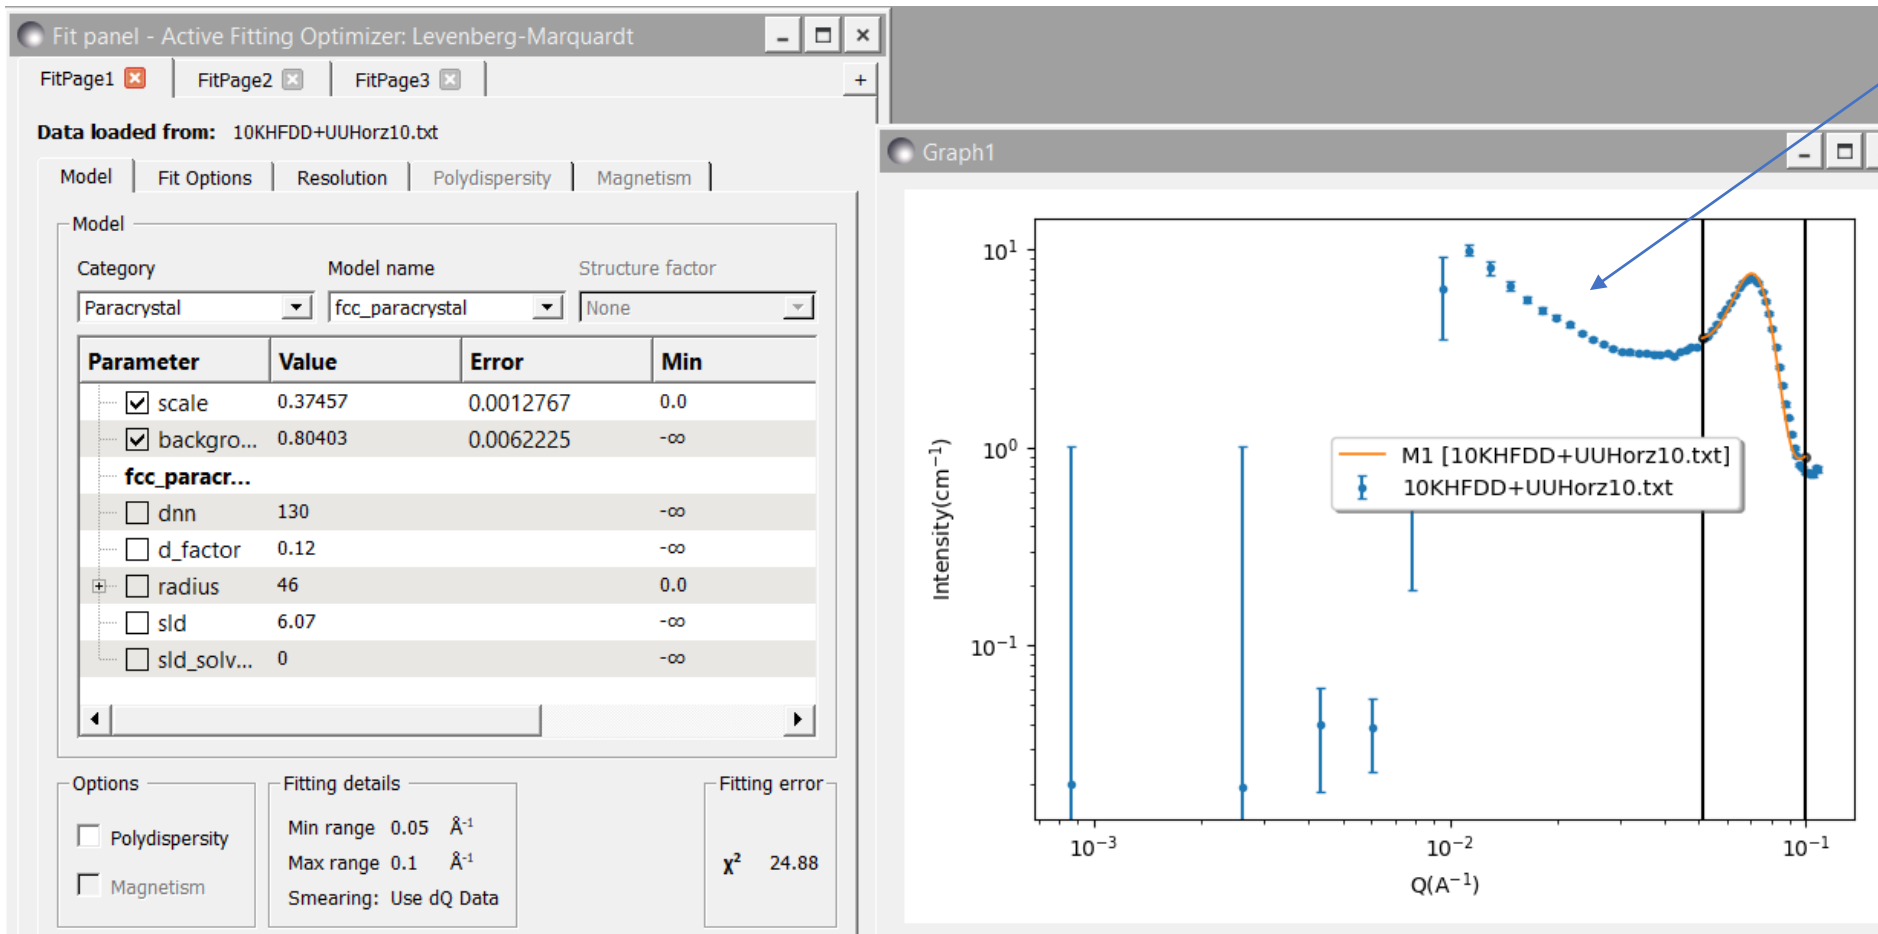 Fit panel - Active Fitting Optimizer: Levenberg-Marquardt
FitPage1 FitPage2 FitPage3 +
Data loaded from: 10KHFDD+UUHorz10.txt
Model Fit Options Resolution Polydispersity Magnetism
Model
Category Model name Structure factor
Paracrystal fcc_paracrystal None
Parameter Value Error Min
scale 0.37457 0.0012767 0.0
backgro... 0.80403 0.0062225 -∞
fcc_paracr...
dnn 130 -∞
d_factor 0.12 -∞
radius 46 0.0
sld 6.07 -∞
sld_solv... 0 -∞
Options
Polydispersity
Magnetism
Fitting details
Min range 0.05 Å⁻¹
Max range 0.1 Å⁻¹
Smearing: Use dQ Data
Fitting error
χ² 24.88
Graph1
10¹
10⁰
10⁻¹
Intensity(cm⁻¹)
M1 [10KHFDD+UUHorz10.txt]
10KHFDD+UUHorz10.txt
10⁻³ 10⁻² 10⁻¹
Q(A⁻¹)